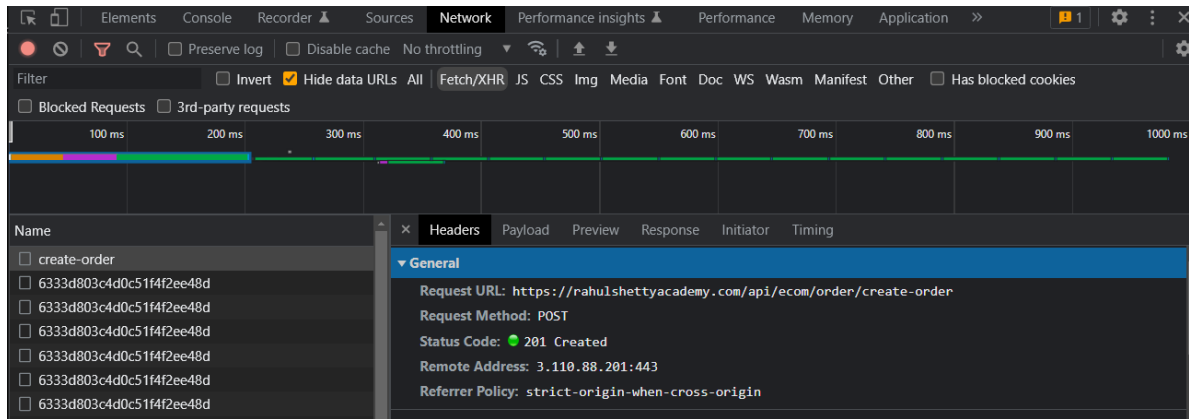 Elements Console Recorder Sources Network Performance insights Performance Memory Application » 1
Preserve log Disable cache No throttling
Filter Invert Hide data URLs All Fetch/XHR JS CSS Img Media Font Doc WS Wasm Manifest Other Has blocked cookies
Blocked Requests 3rd-party requests
100 ms 200 ms 300 ms 400 ms 500 ms 600 ms 700 ms 800 ms 900 ms 1000 ms
Name
× Headers Payload Preview Response Initiator Timing
create-order
6333d803c4d0c51f4f2ee48d
6333d803c4d0c51f4f2ee48d
6333d803c4d0c51f4f2ee48d
6333d803c4d0c51f4f2ee48d
6333d803c4d0c51f4f2ee48d
6333d803c4d0c51f4f2ee48d
General
Request URL: https://rahulshettyacademy.com/api/ecom/order/create-order
Request Method: POST
Status Code: 201 Created
Remote Address: 3.110.88.201:443
Referrer Policy: strict-origin-when-cross-origin